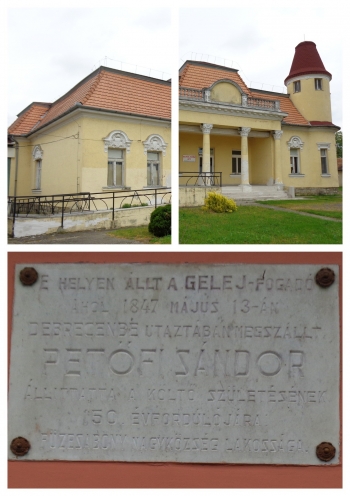 E HELYEN ÁLLT A GELEJ-FOGADÓ
AHOL 1847 MÁJUS 13-ÁN
DEBRECENBE UTAZTÁBAN MEGSZÁLLT
PETŐFI SÁNDOR
ÁLLÍTTATTA A KÖLTŐ SZÜLETÉSÉNEK
150. ÉVFORDULÓJÁRA
MEZŐCSÁT NAGYKÖZSÉG LAKOSSÁGA